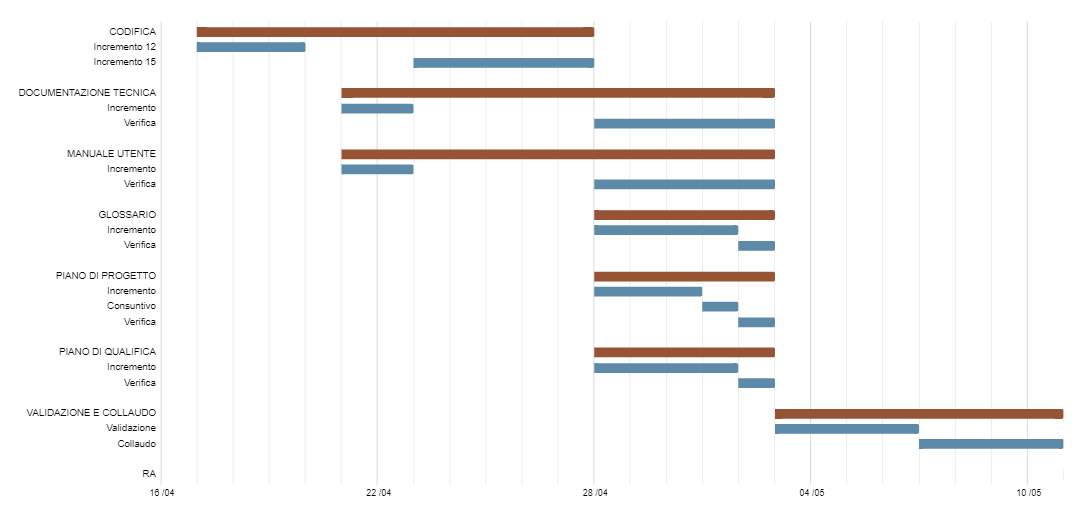 CODIFICA
Incremento 12
Incremento 15
DOCUMENTAZIONE TECNICA
Incremento
Verifica
MANUALE UTENTE
Incremento
Verifica
GLOSSARIO
Incremento
Verifica
PIANO DI PROGETTO
Incremento
Consuntivo
Verifica
PIANO DI QUALIFICA
Incremento
Verifica
VALIDAZIONE E COLLAUDO
Validazione
Collaudo
RA
16 /04 22 /04 28 /04 04 /05 10 /05